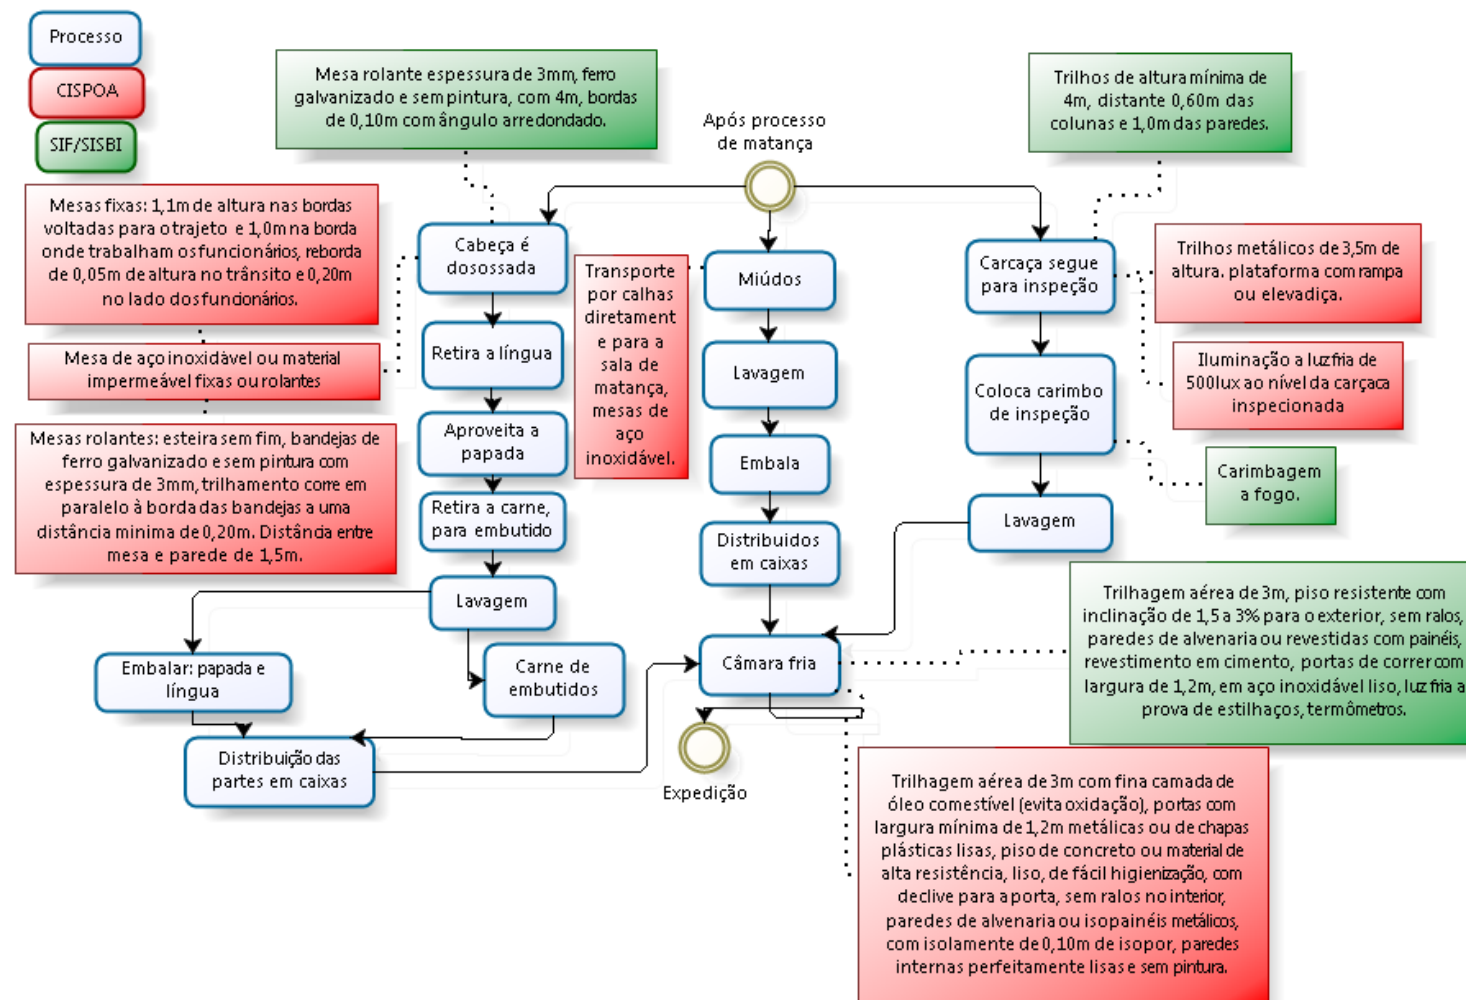 Processo
CISPOA
SIF/SISBI
Mesa rolante espessura de 3mm, ferro
galvanizado e sem pintura, com 4m, bordas
de 0,10m com ângulo arredondado.
Após processo
de matança
Trilhos de altura mínima de
4m, distante 0,60m das
colunas e 1,0m das paredes.
Mesas fixas: 1,1m de altura nas bordas
voltadas para o trajeto e 1,0m na borda
onde trabalham os funcionários, reborda
de 0,05m de altura no trânsito e 0,20m
no lado dos funcionários.
Mesa de aço inoxidável ou material
impermeável fixas ou rolantes
Mesas rolantes: esteira sem fim, bandejas de
ferro galvanizado e sem pintura com
espessura de 3mm, trilhamento corre em
paralelo à borda das bandejas a uma
distância minima de 0,20m. Distância entre
mesa e parede de 1,5m.
Cabeça é
dosossada
Retira a língua
Aproveita a
papada
Retira a carne,
para embutido
Lavagem
Embalar: papada e
língua
Carne de
embutidos
Distribuição das
partes em caixas
Transporte
por calhas
diretament
e para a
sala de
matança,
mesas de
aço
inoxidável.
Miúdos
Lavagem
Embala
Distribuidos
em caixas
Câmara fria
Expedição
Carcaça segue
para inspeção
Coloca carimbo
de inspeção
Lavagem
Trilhos metálicos de 3,5m de
altura. plataforma com rampa
ou elevadiça.
Iluminação a luz fria de
500lux ao nível da carçaca
inspecionada
Carimbagem
a fogo.
Trilhagem aérea de 3m, piso resistente com
inclinação de 1,5 a 3% para o exterior, sem ralos,
paredes de alvenaria ou revestidas com painéis,
revestimento em cimento, portas de correr com
largura de 1,2m, em aço inoxidável liso, luz fria a
prova de estilhaços, termômetros.
Trilhagem aérea de 3m com fina camada de
óleo comestível (evita oxidação), portas com
largura mínima de 1,2m metálicas ou de chapas
plásticas lisas, piso de concreto ou material de
alta resistência, liso, de fácil higienização, com
declive para a porta, sem ralos no interior,
paredes de alvenaria ou isopainéis metálicos,
com isolamente de 0,10m de isopor, paredes
internas perfeitamente lisas e sem pintura.